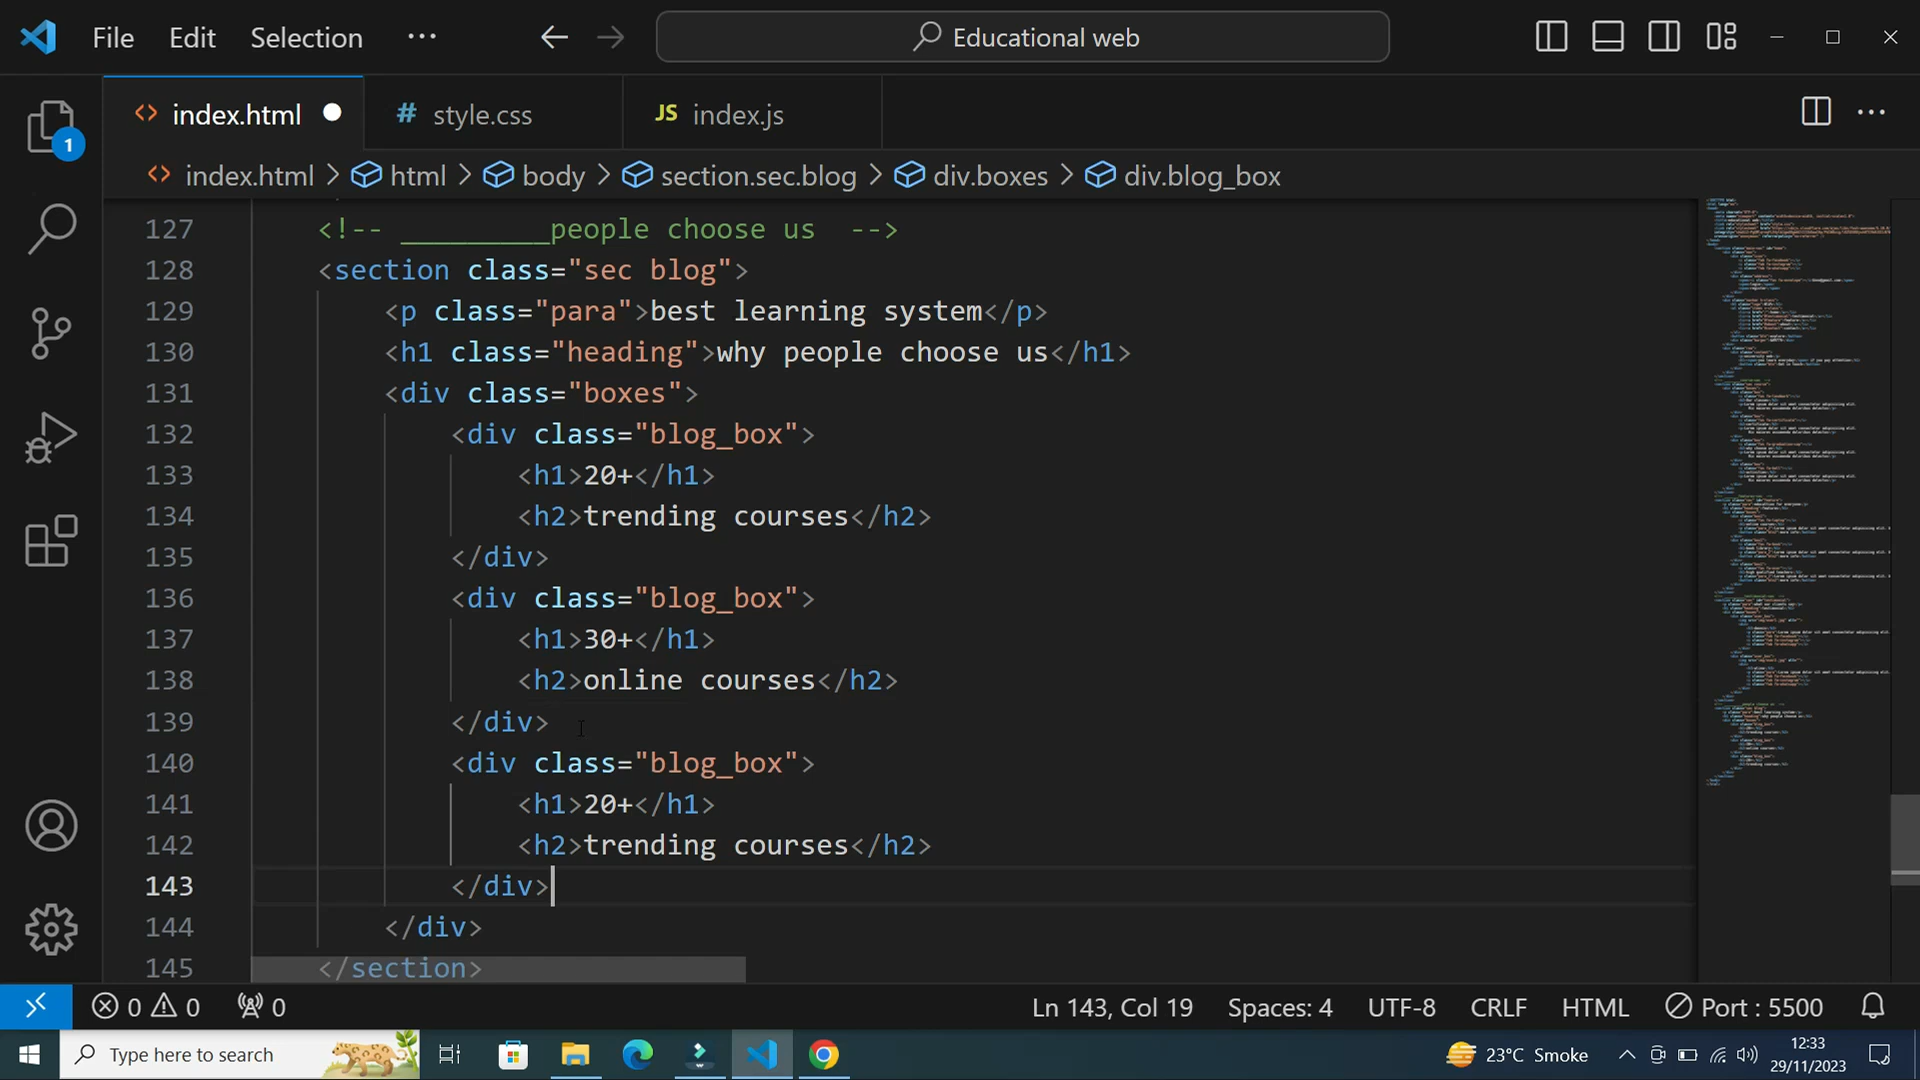 File Edit Selection ··· Educational web
index.html style.css JS index.js
index.html > html > body > section.sec.blog > div.boxes > div.blog_box
127 <!-- _________people choose us  -->
128 <section class="sec blog">
129 <p class="para">best learning system</p>
130 <h1 class="heading">why people choose us</h1>
131 <div class="boxes">
132 <div class="blog_box">
133 <h1>20+</h1>
134 <h2>trending courses</h2>
135 </div>
136 <div class="blog_box">
137 <h1>30+</h1>
138 <h2>online courses</h2>
139 </div>
140 <div class="blog_box">
141 <h1>20+</h1>
142 <h2>trending courses</h2>
143 </div>
144 </div>
145 </section>
1
0 0 0 Ln 143, Col 19 Spaces: 4 UTF-8 CRLF HTML Port : 5500
Type here to search 23°C Smoke 12:33
29/11/2023